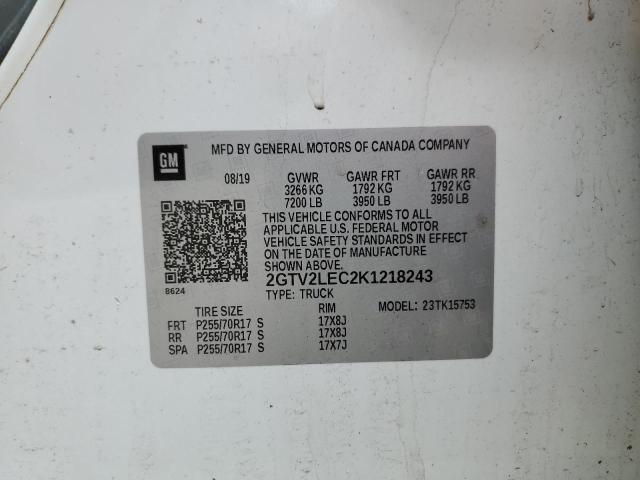 GM
MFD BY GENERAL MOTORS OF CANADA COMPANY
08/19 GVWR GAWR FRT GAWR RR
3266 KG 1792 KG 1792 KG
7200 LB 3950 LB 3950 LB
THIS VEHICLE CONFORMS TO ALL
APPLICABLE U.S. FEDERAL MOTOR
VEHICLE SAFETY STANDARDS IN EFFECT
ON THE DATE OF MANUFACTURE
SHOWN ABOVE.
8624
2GTV2LEC2K1218243
TYPE: TRUCK
MODEL: 23TK15753
TIRE SIZE RIM
FRT P255/70R17 S 17X8J
RR P255/70R17 S 17X8J
SPA P255/70R17 S 17X7J